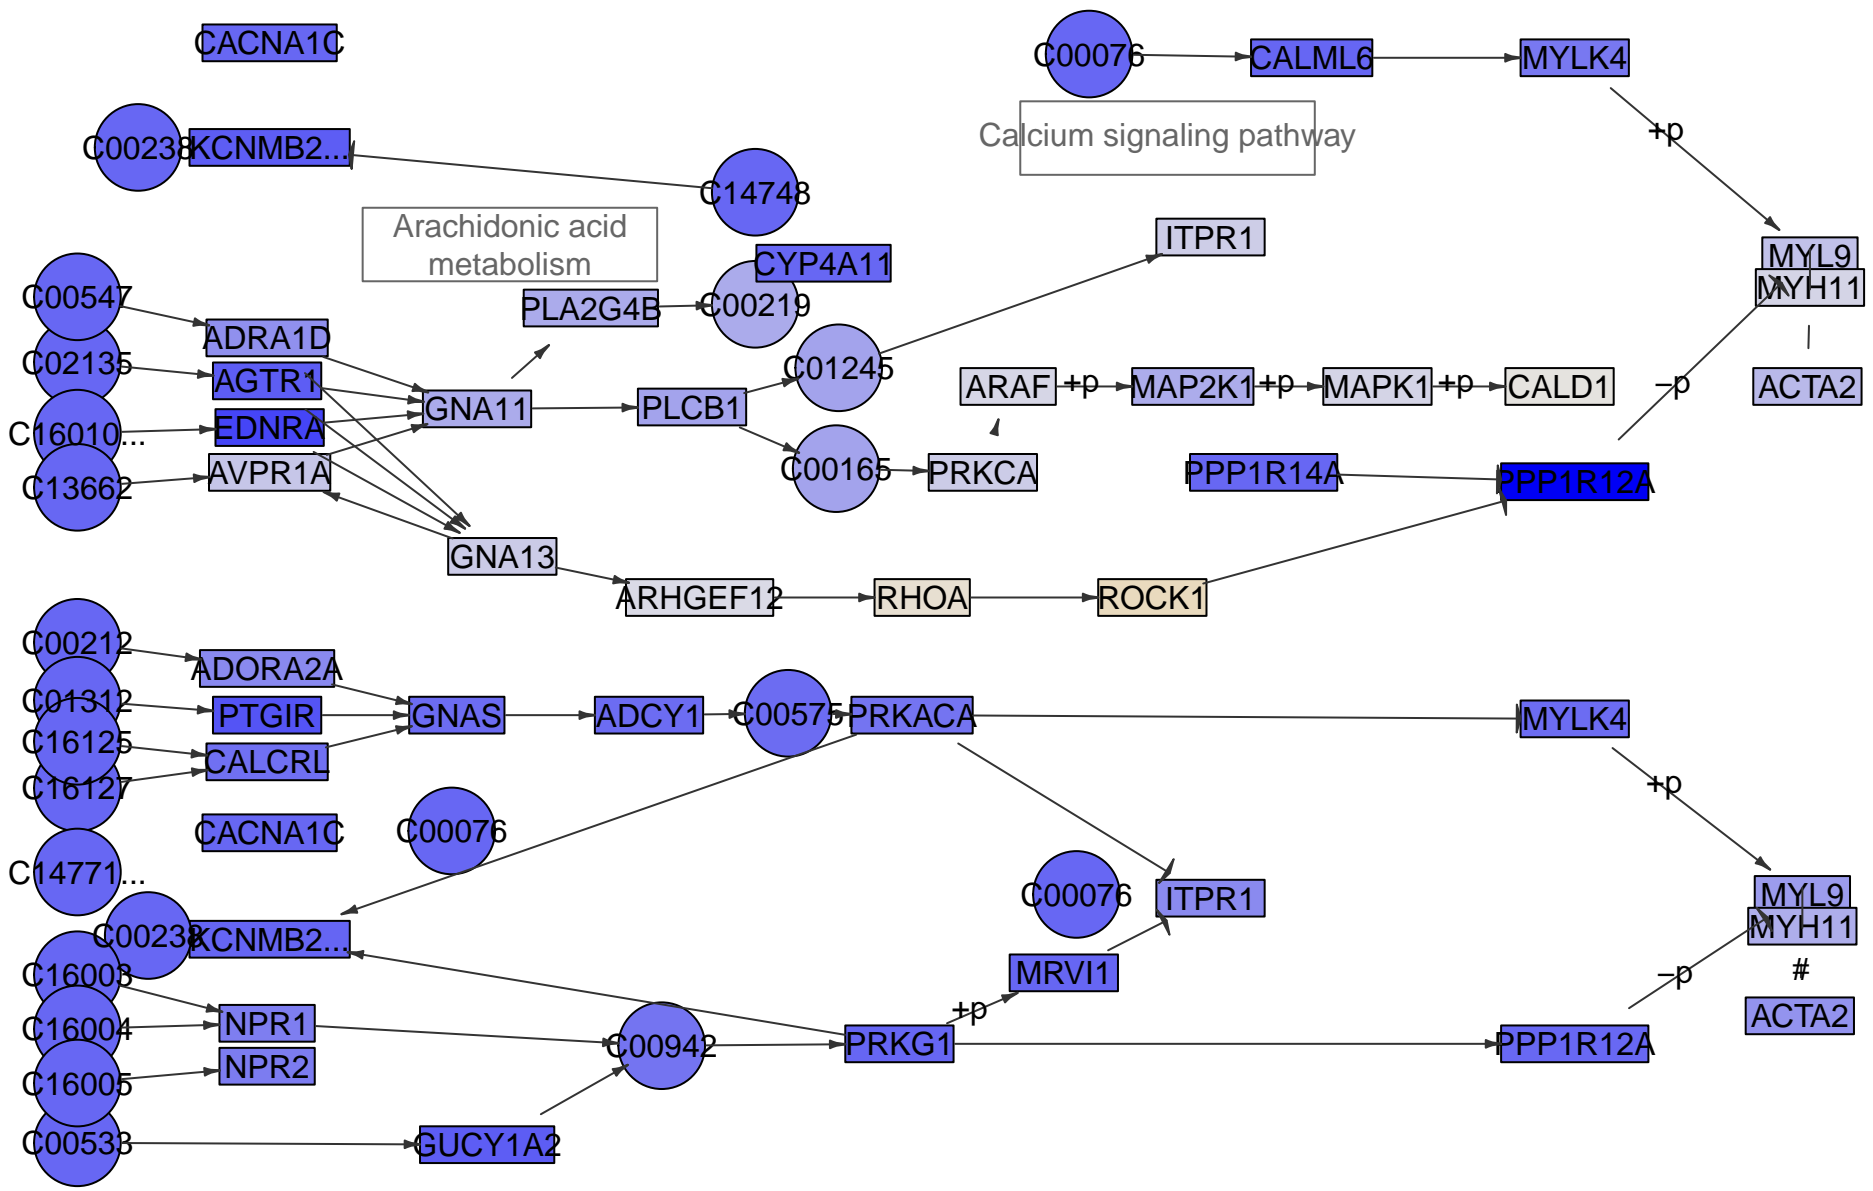 CACNA1C
C00076
CALML6
MYLK4
+p
C00238
KCNMB2...
Calcium signaling pathway
C14748
Arachidonic acid
metabolism
ITPR1
CYP4A11
MYL9
MYH11
C00547
PLA2G4B
C00219
ADRA1D
C02135
AGTR1
C01245
ARAF
+p
MAP2K1
+p
MAPK1
+p
CALD1
–p
ACTA2
GNA11
PLCB1
C16010...
EDNRA
C13662
AVPR1A
C00165
PRKCA
PPP1R14A
PPP1R12A
GNA13
ARHGEF12
RHOA
ROCK1
C00212
ADORA2A
C01312
PTGIR
GNAS
ADCY1
C00575
PRKACA
MYLK4
C16125
CALCRL
C16127
+p
CACNA1C
C00076
C14771...
C00076
ITPR1
MYL9
MYH11
C00238
KCNMB2...
C16003
MRVI1
–p
#
+p
C16004
NPR1
ACTA2
C00942
PRKG1
PPP1R12A
NPR2
C16005
C00533
GUCY1A2